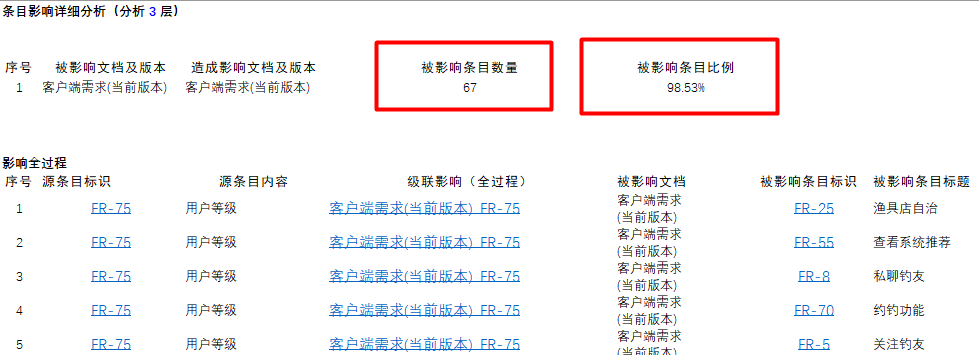 条目影响详细分析（分析 3 层）
序号 被影响文档及版本 造成影响文档及版本 被影响条目数量 被影响条目比例
1 客户端需求(当前版本) 客户端需求(当前版本) 67 98.53%
影响全过程
序号 源条目标识 源条目内容 级联影响（全过程） 被影响文档 被影响条目标识 被影响条目标题
1 FR-75 用户等级 客户端需求(当前版本) FR-75 客户端需求 FR-25 渔具店自治
(当前版本)
2 FR-75 用户等级 客户端需求(当前版本) FR-75 客户端需求 FR-55 查看系统推荐
(当前版本)
3 FR-75 用户等级 客户端需求(当前版本) FR-75 客户端需求 FR-8 私聊钓友
(当前版本)
4 FR-75 用户等级 客户端需求(当前版本) FR-75 客户端需求 FR-70 约钓功能
(当前版本)
5 FR-75 用户等级 客户端需求(当前版本) FR-75 客户端需求 FR-5 关注钓友
(当前版本)